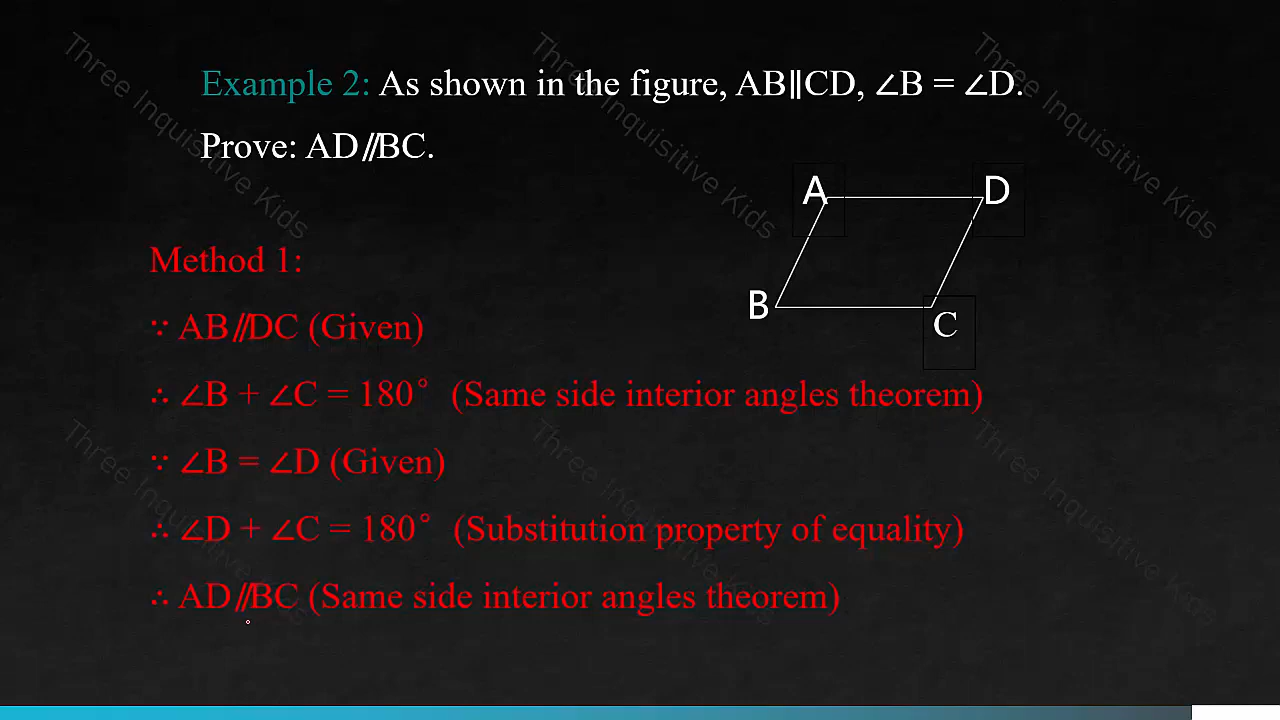 Example 2: As shown in the figure, AB∥CD, ∠B = ∠D.
Prove: AD∥BC.
A
D
B
C
Method 1:
∵ AB∥DC (Given)
∴ ∠B + ∠C = 180° (Same side interior angles theorem)
∵ ∠B = ∠D (Given)
∴ ∠D + ∠C = 180° (Substitution property of equality)
∴ AD∥BC (Same side interior angles theorem)
Three Inquisitive Kids
Three Inquisitive Kids
Three Inquisitive Kids
Three Inquisitive Kids
Three Inquisitive Kids
Three Inquisitive Kids